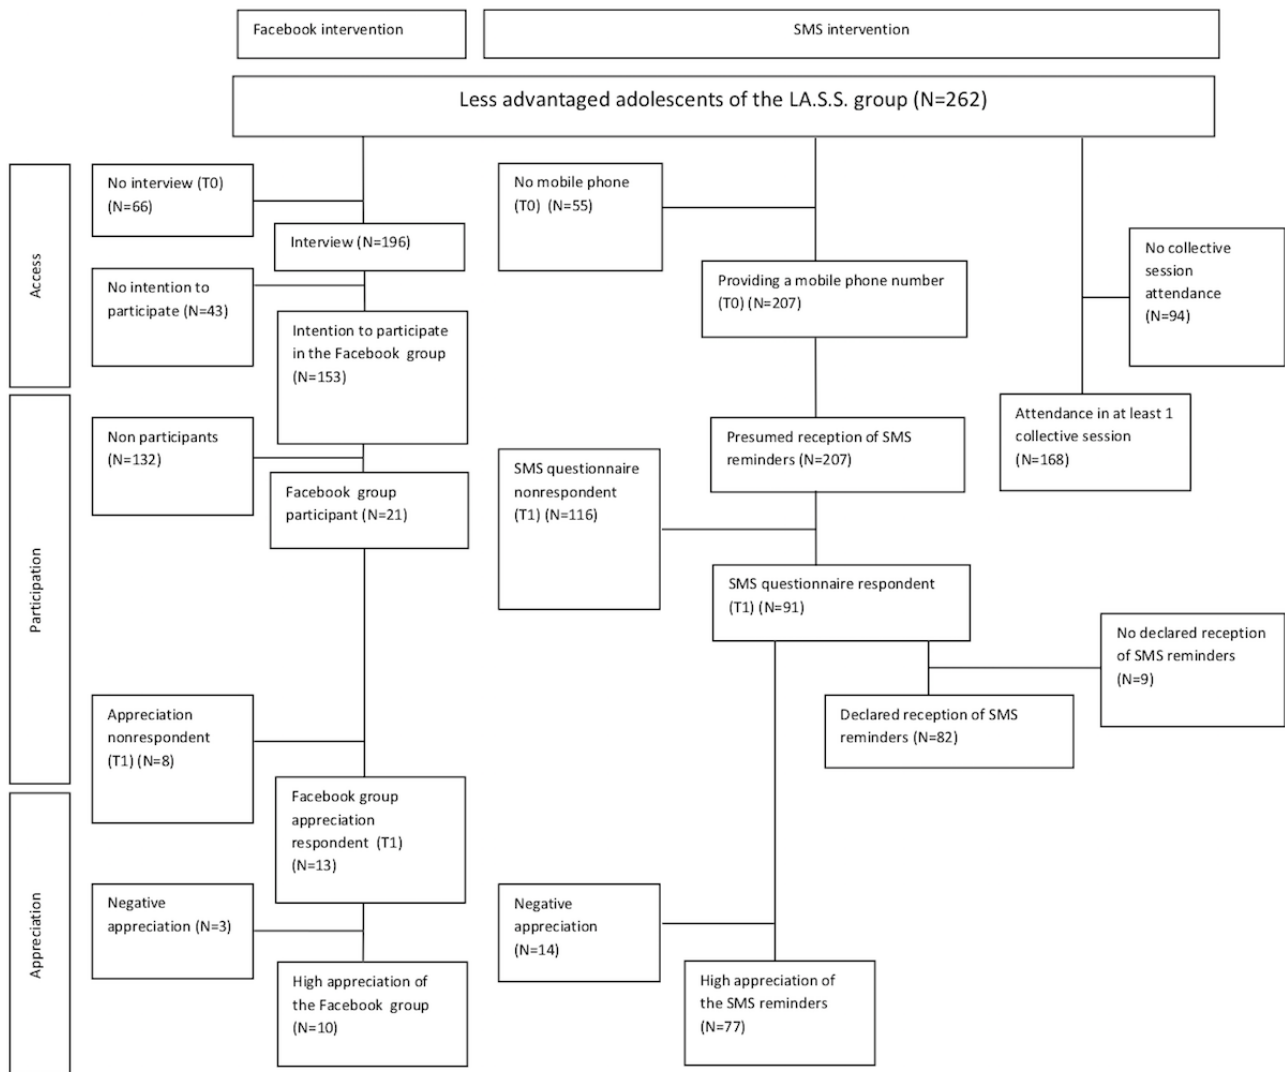 Facebook intervention
SMS intervention
Less advantaged adolescents of the LA.S.S. group (N=262)
Access
No interview (T0)
(N=66)
Interview (N=196)
No intention to
participate (N=43)
Intention to participate
in the Facebook group
(N=153)
No mobile phone
(T0) (N=55)
Providing a mobile phone number
(T0) (N=207)
No collective
session
attendance
(N=94)
Attendance in at least 1
collective session
(N=168)
Participation
Non participants
(N=132)
Facebook group
participant (N=21)
Presumed reception of SMS
reminders (N=207)
SMS questionnaire
nonrespondent
(T1) (N=116)
SMS questionnaire respondent
(T1) (N=91)
No declared reception
of SMS reminders
(N=9)
Declared reception of SMS
reminders (N=82)
Appreciation
nonrespondent
(T1) (N=8)
Appreciation
Facebook group
appreciation
respondent (T1)
(N=13)
Negative
appreciation (N=3)
High appreciation of
the Facebook group
(N=10)
Negative
appreciation
(N=14)
High appreciation of
the SMS reminders
(N=77)